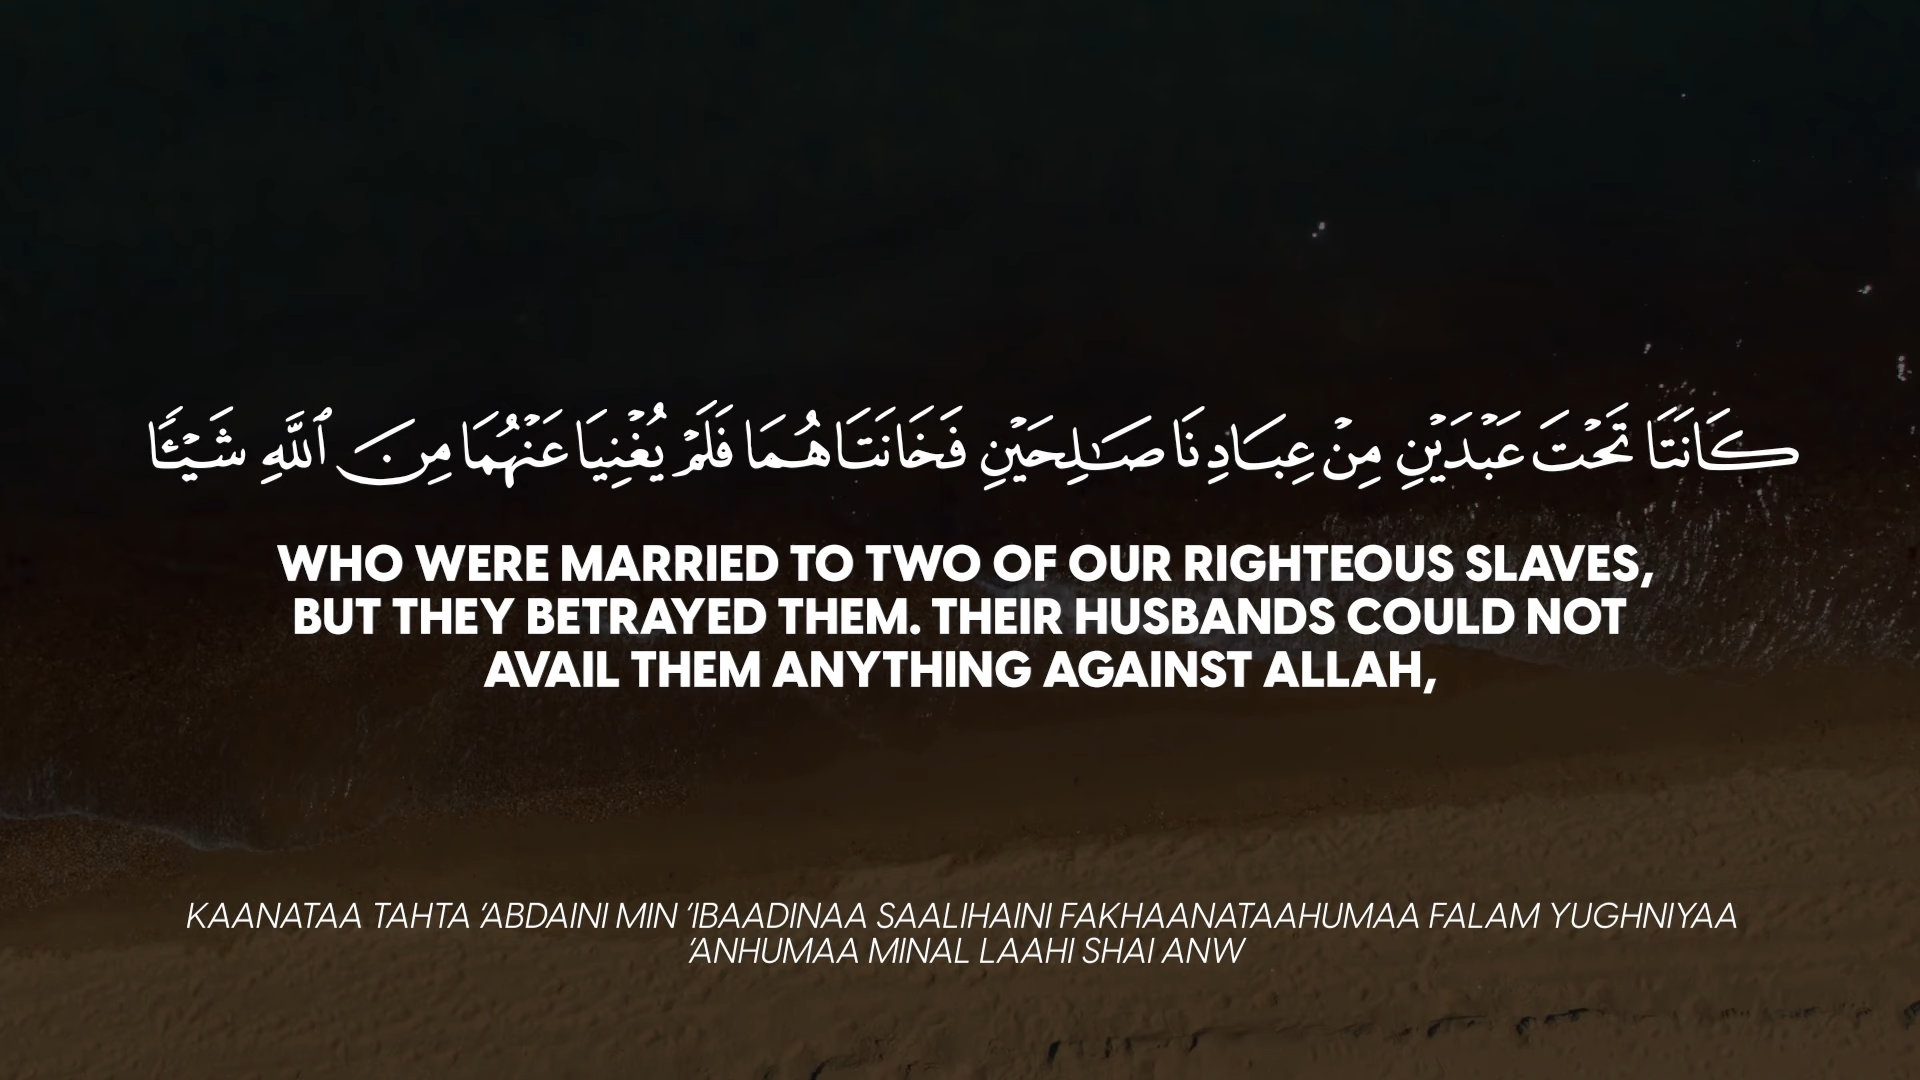 كَانَتَا تَحْتَ عَبْدَيْنِ مِنْ عِبَادِنَا صَـٰلِحَيْنِ فَخَانَتَاهُمَا فَلَمْ يُغْنِيَا عَنْهُمَا مِنَ ٱللَّهِ شَيْـًٔا
WHO WERE MARRIED TO TWO OF OUR RIGHTEOUS SLAVES,
BUT THEY BETRAYED THEM. THEIR HUSBANDS COULD NOT
AVAIL THEM ANYTHING AGAINST ALLAH,
KAANATAA TAHTA 'ABDAINI MIN 'IBAADINAA SAALIHAINI FAKHAANATAAHUMAA FALAM YUGHNIYAA
'ANHUMAA MINAL LAAHI SHAI ANW